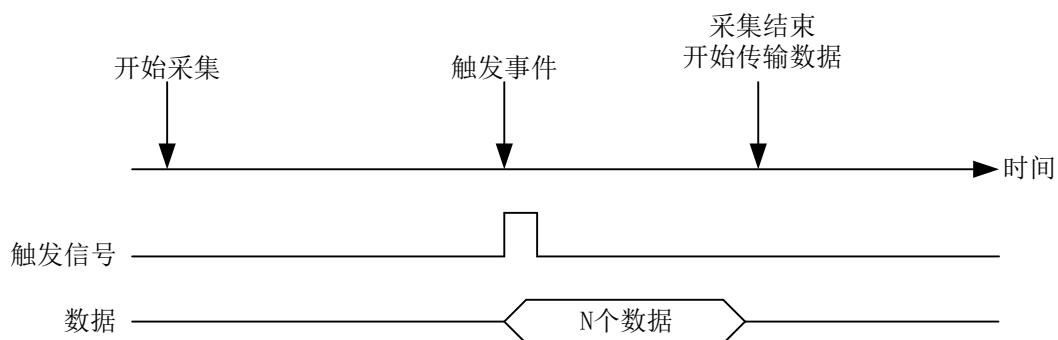 采集结束
开始传输数据
开始采集
触发事件
时间
触发信号
数据
N个数据